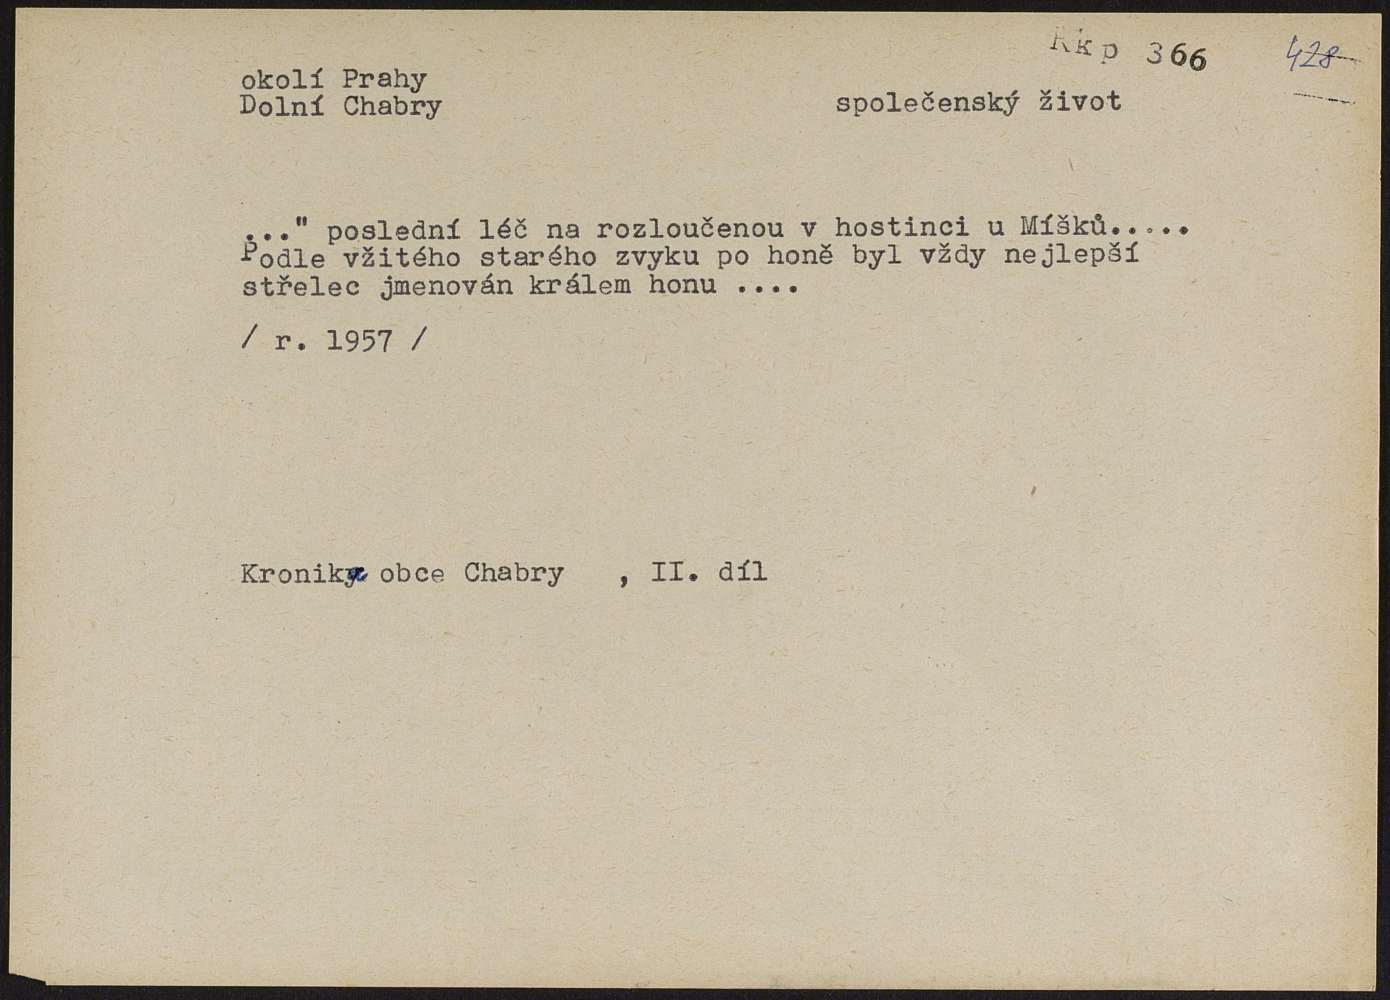 Rkp 366 428
okolí Prahy
Dolní Chabry společenský život
..." poslední léč na rozloučenou v hostinci u Míšků.....
Podle vžitého starého zvyku po honě byl vždy nejlepší
střelec jmenován králem honu ....
/ r. 1957 /
Kronika obce Chabry , II. díl